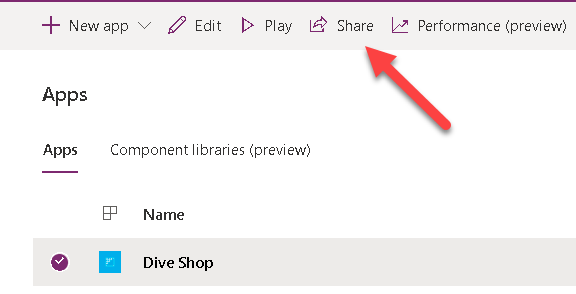 New app Edit Play Share Performance (preview)
Apps
Apps Component libraries (preview)
Name
Dive Shop